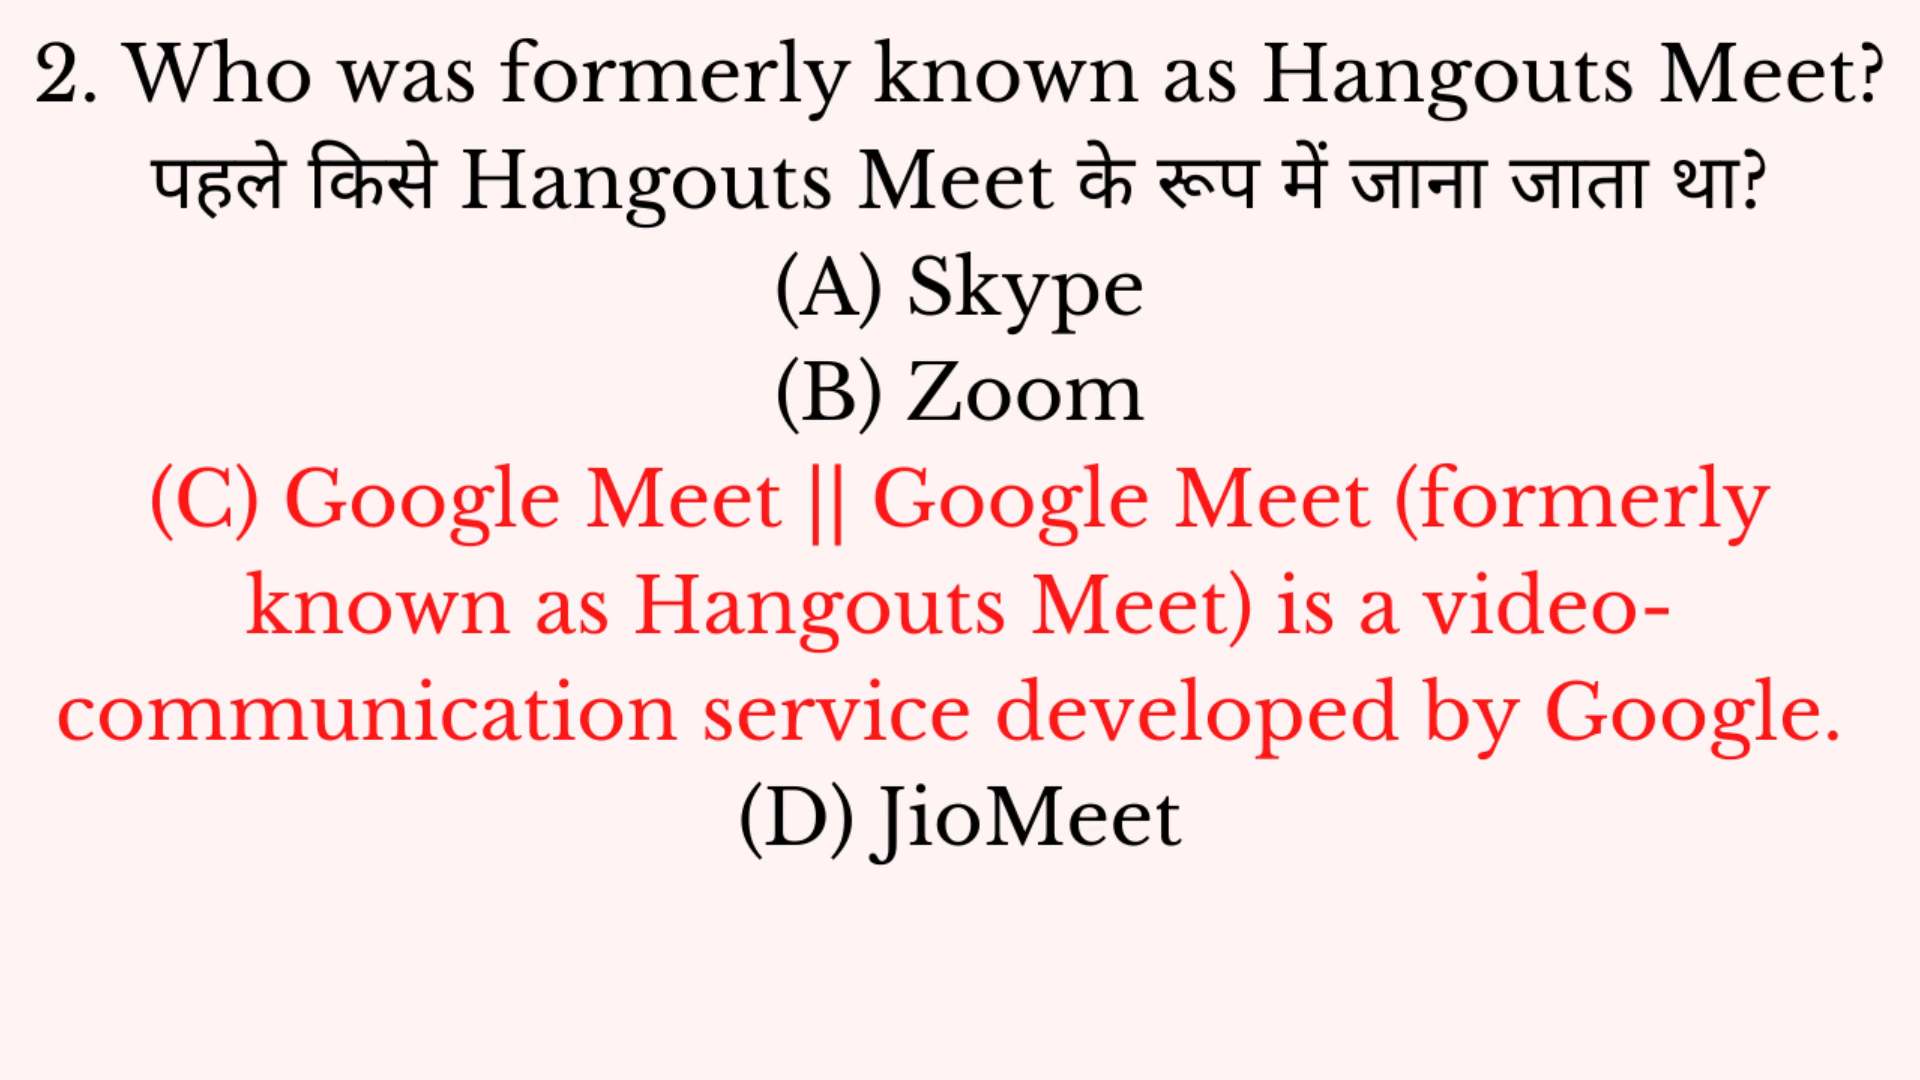 2. Who was formerly known as Hangouts Meet?
पहले किसे Hangouts Meet के रूप में जाना जाता था?
(A) Skype
(B) Zoom
(C) Google Meet || Google Meet (formerly
known as Hangouts Meet) is a video-
communication service developed by Google.
(D) JioMeet